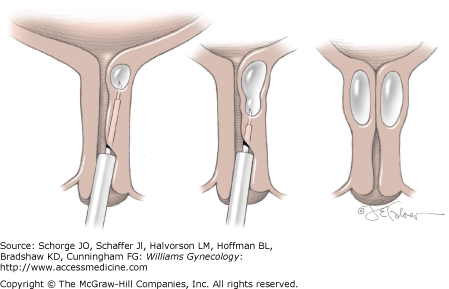 Source: Schorge JO, Schaffer JI, Halvorson LM, Hoffman BL,
Bradshaw KD, Cunningham FG: Williams Gynecology:
http://www.accessmedicine.com
Copyright © The McGraw-Hill Companies, Inc. All rights reserved.